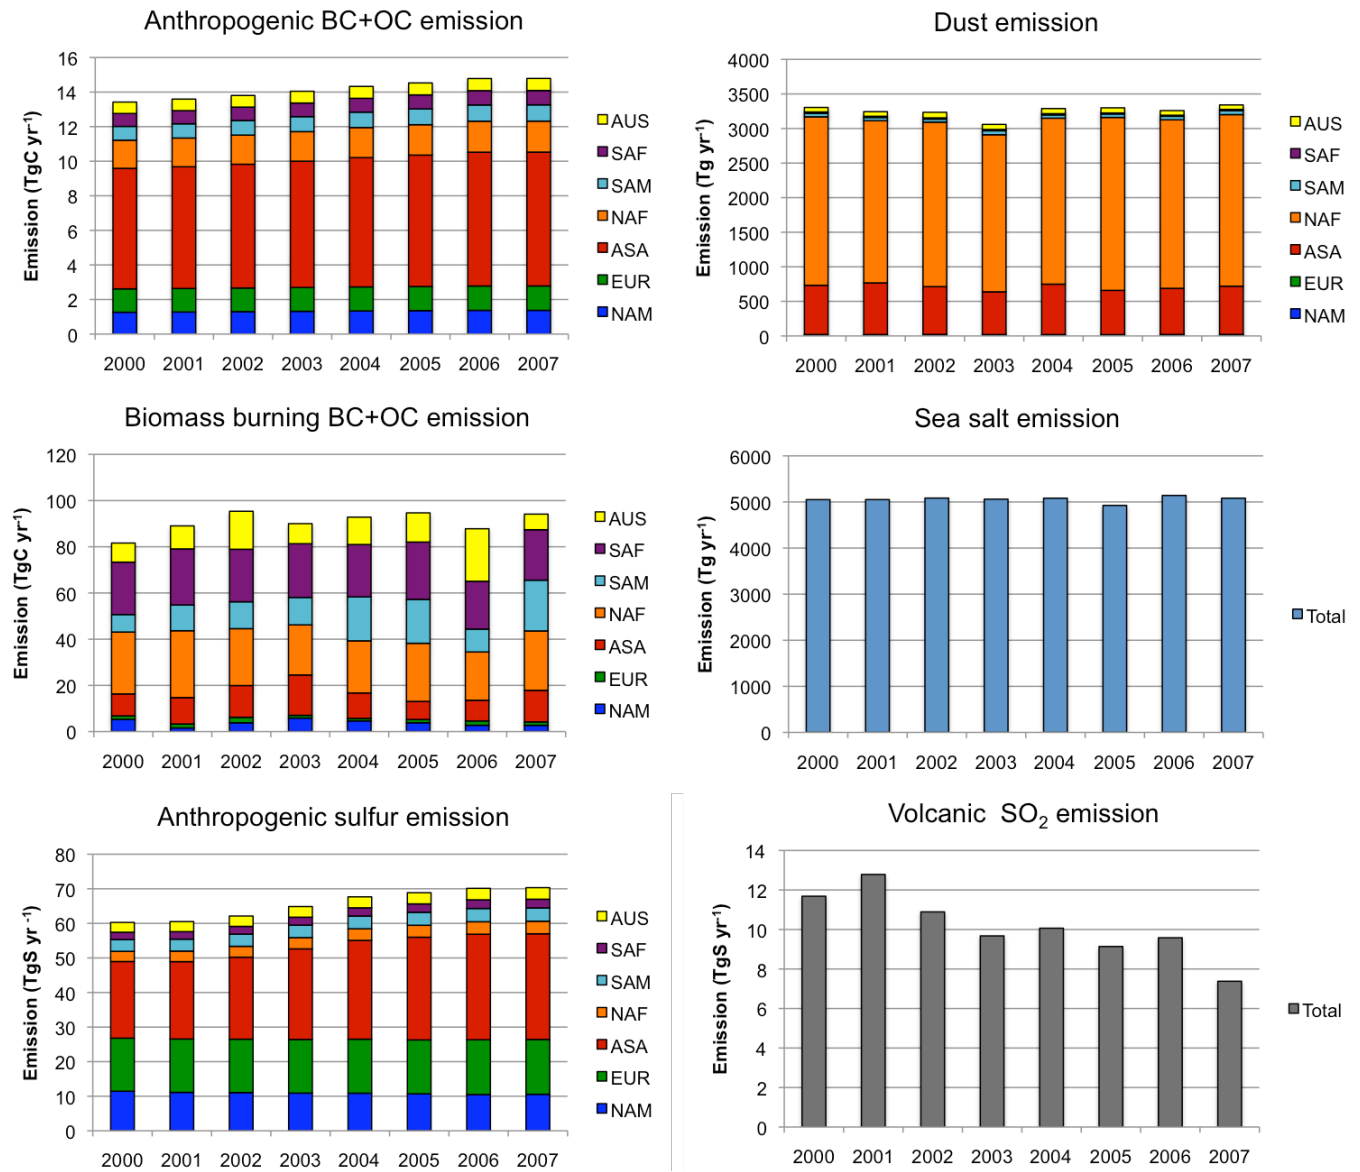 Anthropogenic BC+OC emission
Emission (TgC yr⁻¹)
16
14
12
10
8
6
4
2
0
2000 2001 2002 2003 2004 2005 2006 2007
AUS
SAF
SAM
NAF
ASA
EUR
NAM
Dust emission
Emission (Tg yr⁻¹)
4000
3500
3000
2500
2000
1500
1000
500
0
2000 2001 2002 2003 2004 2005 2006 2007
AUS
SAF
SAM
NAF
ASA
EUR
NAM
Biomass burning BC+OC emission
Emission (TgC yr⁻¹)
120
100
80
60
40
20
0
2000 2001 2002 2003 2004 2005 2006 2007
AUS
SAF
SAM
NAF
ASA
EUR
NAM
Sea salt emission
Emission (Tg yr⁻¹)
6000
5000
4000
3000
2000
1000
0
2000 2001 2002 2003 2004 2005 2006 2007
Total
Anthropogenic sulfur emission
Emission (TgS yr ⁻¹)
80
70
60
50
40
30
20
10
0
2000 2001 2002 2003 2004 2005 2006 2007
AUS
SAF
SAM
NAF
ASA
EUR
NAM
Volcanic SO₂ emission
Emission (TgS yr⁻¹)
14
12
10
8
6
4
2
0
2000 2001 2002 2003 2004 2005 2006 2007
Total